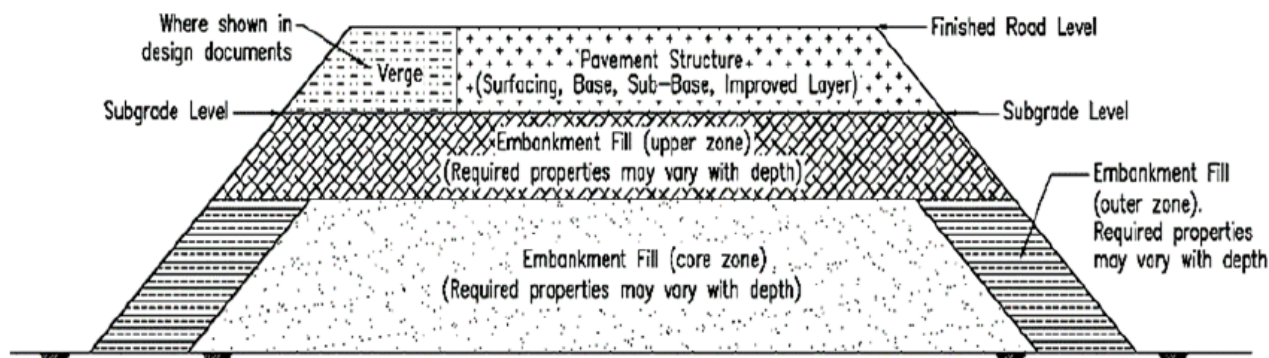 Where shown in
design documents
Finished Road Level
Verge
Pavement Structure
(Surfacing, Base, Sub-Base, Improved Layer)
Subgrade Level
Subgrade Level
Embankment Fill (upper zone)
(Required properties may vary with depth)
Embankment Fill
(outer zone).
Required properties
may vary with depth
Embankment Fill (core zone)
(Required properties may vary with depth)